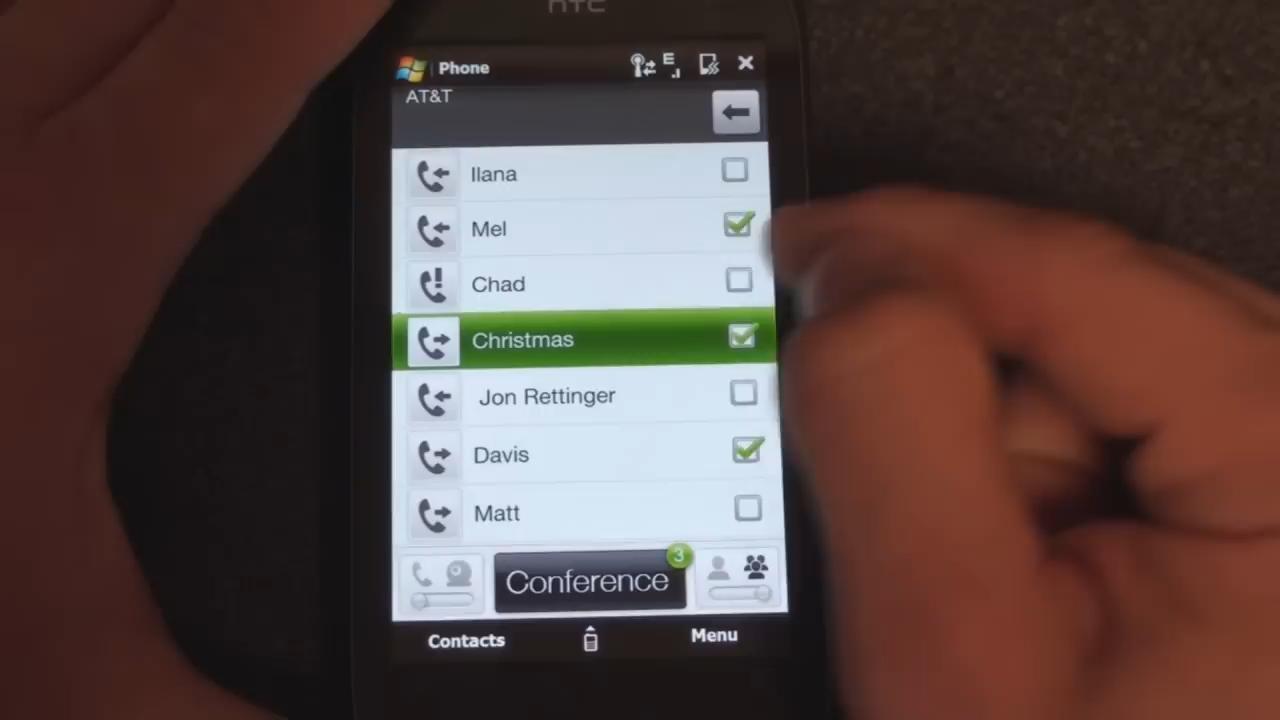 hTC
Phone
E
AT&T
Ilana
Mel
Chad
Christmas
Jon Rettinger
Davis
Matt
Conference
3
Contacts
Menu